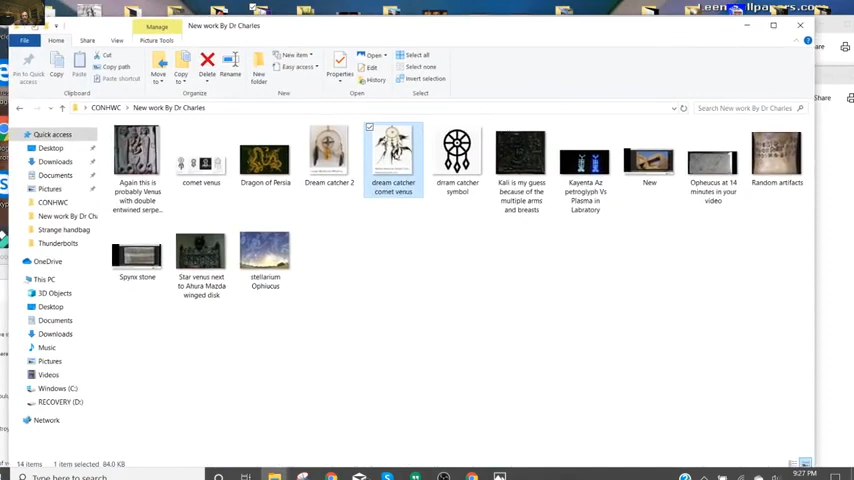 Manage
New work By Dr Charles
File
Home
Share
View
Picture Tools
Pin to Quick access
Copy
Paste
Cut
Copy path
Paste shortcut
Clipboard
Move to
Copy to
Delete
Rename
Organize
New folder
New item
Easy access
New
Properties
Open
Edit
History
Open
Select all
Select none
Invert selection
Select
CONHWC
New work By Dr Charles
Search New work By Dr Charles
Quick access
Desktop
Downloads
Documents
Pictures
CONHWC
New work By Dr Cha
Strange handbag
Thunderbolts
OneDrive
This PC
3D Objects
Desktop
Documents
Downloads
Music
Pictures
Videos
Windows (C:)
RECOVERY (D:)
Network
Again this is
probably Venus
with double
entwined serpe...
comet venus
Dragon of Persia
Dream catcher 2
dream catcher
comet venus
drram catcher
symbol
Kali is my guess
because of the
multiple arms
and breasts
Kayenta Az
petroglyph Vs
Plasma in
Labratory
New
Opheucus at 14
minutes in your
video
Random artifacts
Spynx stone
Star venus next
to Ahura Mazda
winged disk
stellarium
Ophiucus
14 items
1 item selected 84.0 KB
Type here to search
9:27 PM